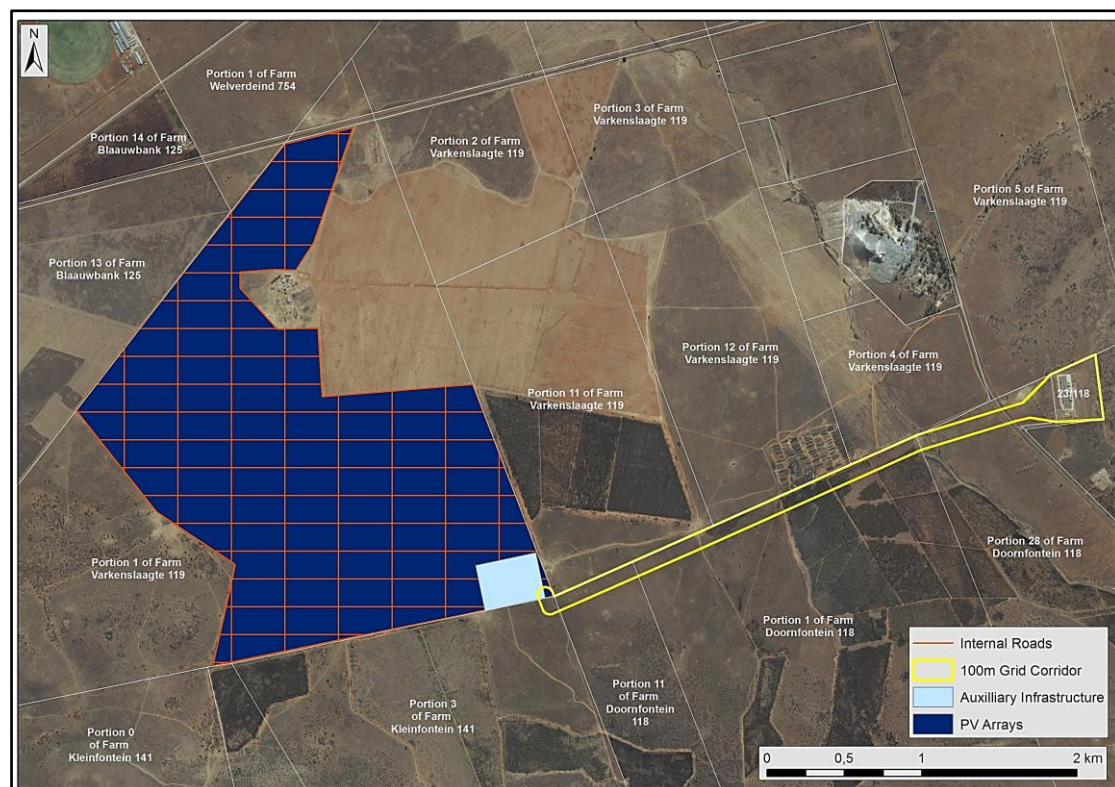 N
Portion 1 of Farm
Welverdeind 754
Portion 14 of Farm
Blaauwbank 125
Portion 2 of Farm
Varkenslaagte 119
Portion 3 of Farm
Varkenslaagte 119
Portion 5 of Farm
Varkenslaagte 119
Portion 13 of Farm
Blaauwbank 125
Portion 12 of Farm
Varkenslaagte 119
Portion 4 of Farm
Varkenslaagte 119
Portion 11 of Farm
Varkenslaagte 119
23/118
Portion 1 of Farm
Varkenslaagte 119
Portion 28 of Farm
Doornfontein 118
Portion 1 of Farm
Doornfontein 118
Portion 11
of Farm
Doornfontein
118
Portion 3
of Farm
Kleinfontein 141
Portion 0
of Farm
Kleinfontein 141
Internal Roads
100m Grid Corridor
Auxilliary Infrastructure
PV Arrays
0 0,5 1 2 km